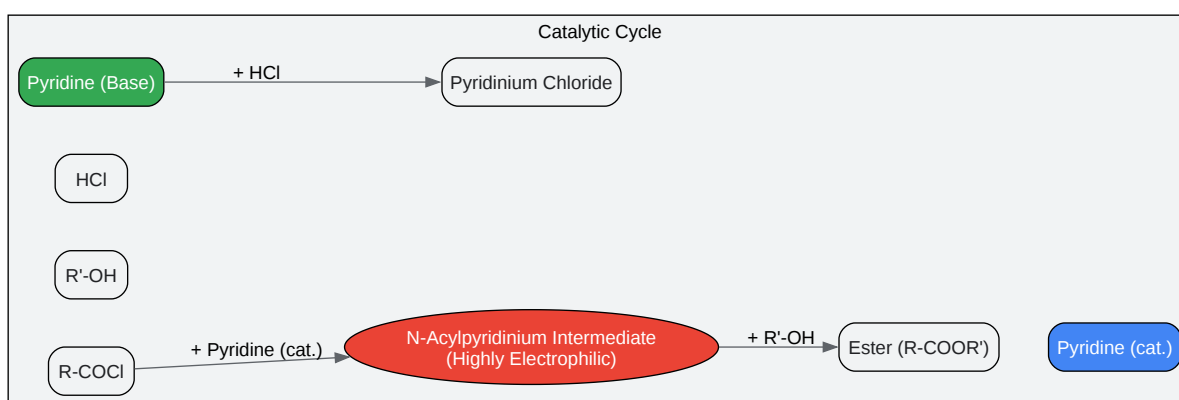 Catalytic Cycle
Pyridine (Base)
+ HCl
Pyridinium Chloride
HCl
R'-OH
R-COCl
+ Pyridine (cat.)
N-Acylpyridinium Intermediate
(Highly Electrophilic)
+ R'-OH
Ester (R-COOR')
Pyridine (cat.)